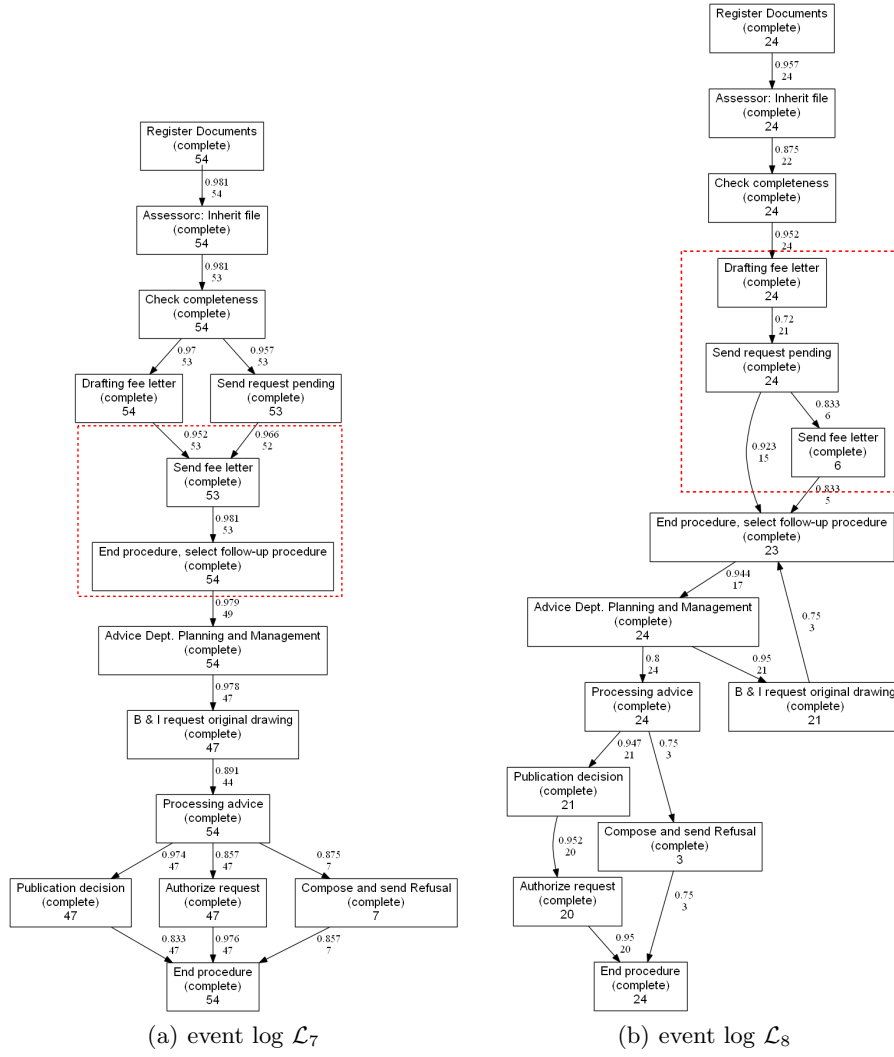 Register Documents
(complete)
54
0.981
54
Assessorc: Inherit file
(complete)
54
0.981
53
Check completeness
(complete)
54
0.97
53
0.957
53
Drafting fee letter
(complete)
54
Send request pending
(complete)
53
0.952
53
0.966
52
Send fee letter
(complete)
53
0.981
53
End procedure, select follow-up procedure
(complete)
54
0.979
49
Advice Dept. Planning and Management
(complete)
54
0.978
47
B & I request original drawing
(complete)
47
0.891
44
Processing advice
(complete)
54
0.974
47
0.857
47
0.875
7
Publication decision
(complete)
47
Authorize request
(complete)
47
Compose and send Refusal
(complete)
7
0.833
47
0.976
47
0.857
7
End procedure
(complete)
54
(a) event log ℒ₇
Register Documents
(complete)
24
0.957
24
Assessor: Inherit file
(complete)
24
0.875
22
Check completeness
(complete)
24
0.952
24
Drafting fee letter
(complete)
24
0.72
21
Send request pending
(complete)
24
0.833
6
0.923
15
Send fee letter
(complete)
6
0.833
5
End procedure, select follow-up procedure
(complete)
23
0.944
17
0.75
3
Advice Dept. Planning and Management
(complete)
24
0.8
24
0.95
21
Processing advice
(complete)
24
B & I request original drawing
(complete)
21
0.947
21
0.75
3
Publication decision
(complete)
21
0.952
20
Compose and send Refusal
(complete)
3
Authorize request
(complete)
20
0.95
20
0.75
3
End procedure
(complete)
24
(b) event log ℒ₈